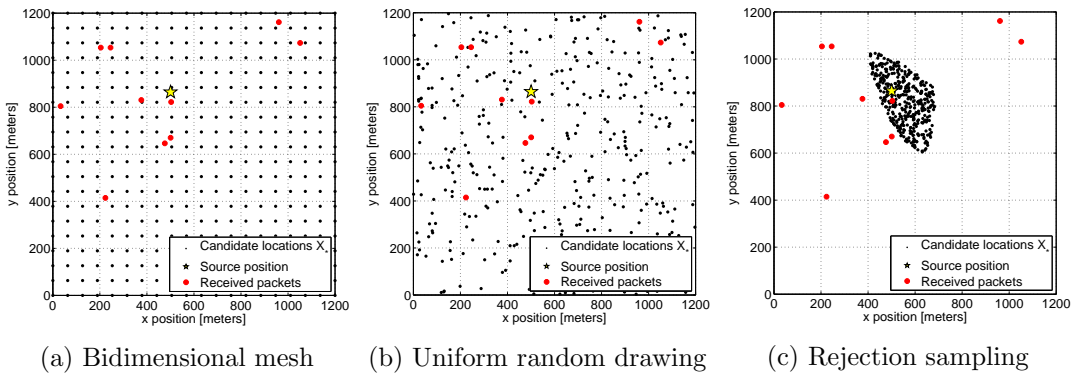 1200
1000
800
600
400
200
0
y position [meters]
0 200 400 600 800 1000 1200
x position [meters]
Candidate locations X*
Source position
Received packets
(a) Bidimensional mesh
1200
1000
800
600
400
200
0
y position [meters]
0 200 400 600 800 1000 1200
x position [meters]
Candidate locations X*
Source position
Received packets
(b) Uniform random drawing
1200
1000
800
600
400
200
0
y position [meters]
0 200 400 600 800 1000 1200
x position [meters]
Candidate locations X*
Source position
Received packets
(c) Rejection sampling